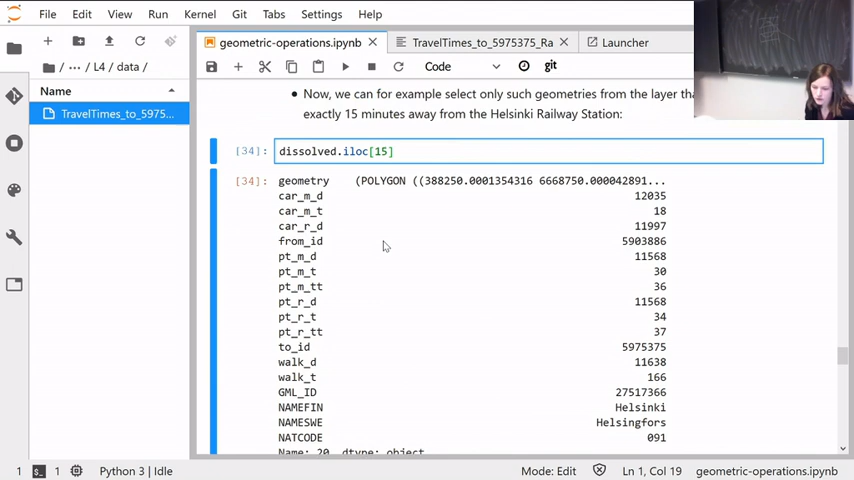 File Edit View Run Kernel Git Tabs Settings Help
geometric-operations.ipynb
TravelTimes_to_5975375_Ra
Launcher
Code
git
... / L4 / data /
Name
TravelTimes_to_5975...
Now, we can for example select only such geometries from the layer tha
exactly 15 minutes away from the Helsinki Railway Station:
[34]: dissolved.iloc[15]
[34]: geometry (POLYGON ((388250.0001354316 6668750.000042891...
car_m_d 12035
car_m_t 18
car_r_d 11997
from_id 5903886
pt_m_d 11568
pt_m_t 30
pt_m_tt 36
pt_r_d 11568
pt_r_t 34
pt_r_tt 37
to_id 5975375
walk_d 11638
walk_t 166
GML_ID 27517366
NAMEFIN Helsinki
NAMESWE Helsingfors
NATCODE 091
Name: 20, dtype: object
1 1 Python 3 | Idle Mode: Edit Ln 1, Col 19 geometric-operations.ipynb